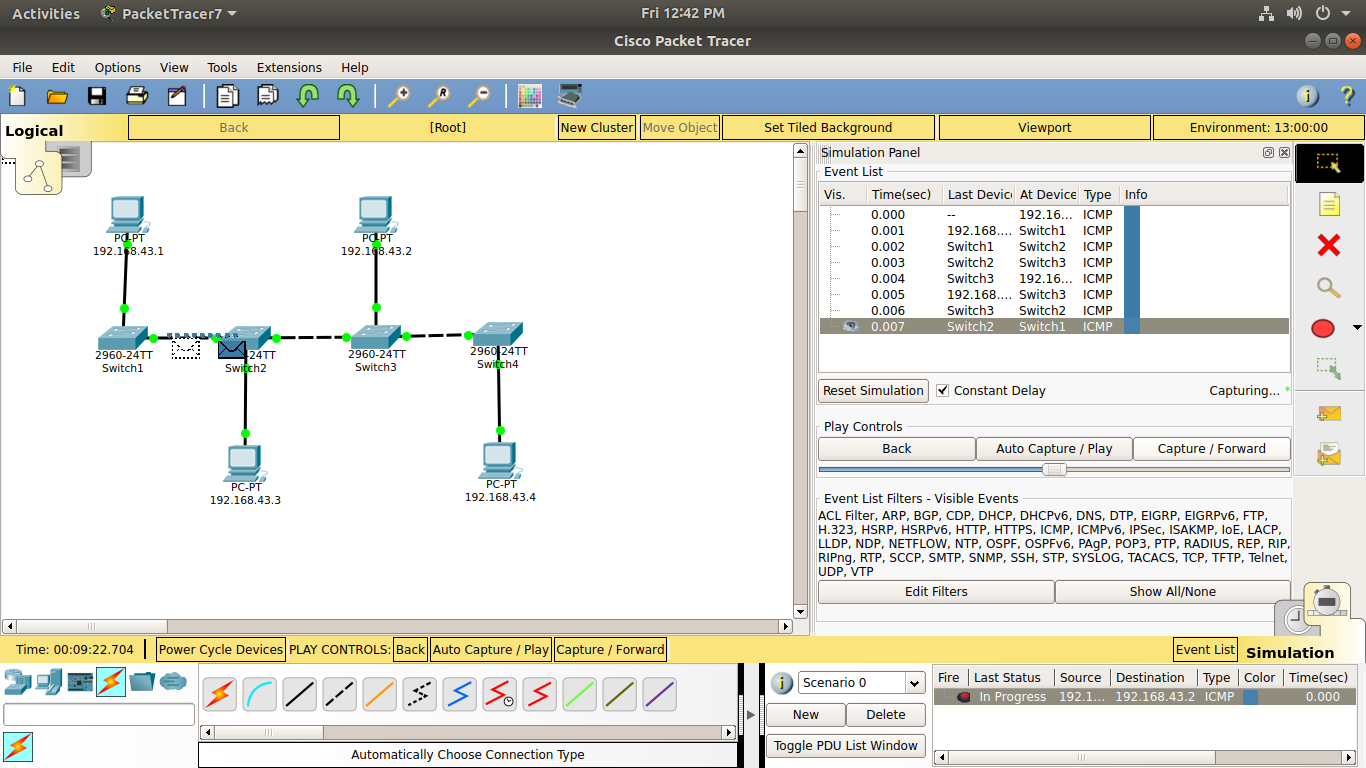 Activities PacketTracer7 Fri 12:42 PM
Cisco Packet Tracer
File Edit Options View Tools Extensions Help
Logical Back [Root] New Cluster Move Object Set Tiled Background Viewport Environment: 13:00:00
PC-PT
192.168.43.1
PC-PT
192.168.43.2
2960-24TT
Switch1
-24TT
Switch2
2960-24TT
Switch3
2960-24TT
Switch4
PC-PT
192.168.43.3
PC-PT
192.168.43.4
Simulation Panel
Event List
Vis. Time(sec) Last Device At Device Type Info
0.000 -- 192.16... ICMP
0.001 192.168.... Switch1 ICMP
0.002 Switch1 Switch2 ICMP
0.003 Switch2 Switch3 ICMP
0.004 Switch3 192.16... ICMP
0.005 192.168.... Switch3 ICMP
0.006 Switch3 Switch2 ICMP
0.007 Switch2 Switch1 ICMP
Reset Simulation Constant Delay Capturing... *
Play Controls
Back Auto Capture / Play Capture / Forward
Event List Filters - Visible Events
ACL Filter, ARP, BGP, CDP, DHCP, DHCPv6, DNS, DTP, EIGRP, EIGRPv6, FTP,
H.323, HSRP, HSRPv6, HTTP, HTTPS, ICMP, ICMPv6, IPSec, ISAKMP, IoE, LACP,
LLDP, NDP, NETFLOW, NTP, OSPF, OSPFv6, PAgP, POP3, PTP, RADIUS, REP, RIP,
RIPng, RTP, SCCP, SMTP, SNMP, SSH, STP, SYSLOG, TACACS, TCP, TFTP, Telnet,
UDP, VTP
Edit Filters Show All/None
Time: 00:09:22.704 Power Cycle Devices PLAY CONTROLS: Back Auto Capture / Play Capture / Forward Event List Simulation
Scenario 0
New Delete
Toggle PDU List Window
Automatically Choose Connection Type
Fire Last Status Source Destination Type Color Time(sec)
In Progress 192.1... 192.168.43.2 ICMP 0.000